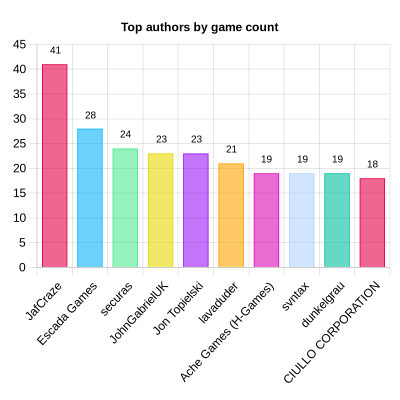 Top authors by game count
45
40
35
30
25
20
15
10
5
0
41
28
24
23
23
21
19
19
19
18
JafCraze
Escada Games
securas
JohnGabrielUK
Jon Topielski
lavaduder
Ache Games (H-Games)
svntax
dunkelgrau
CIULLO CORPORATION